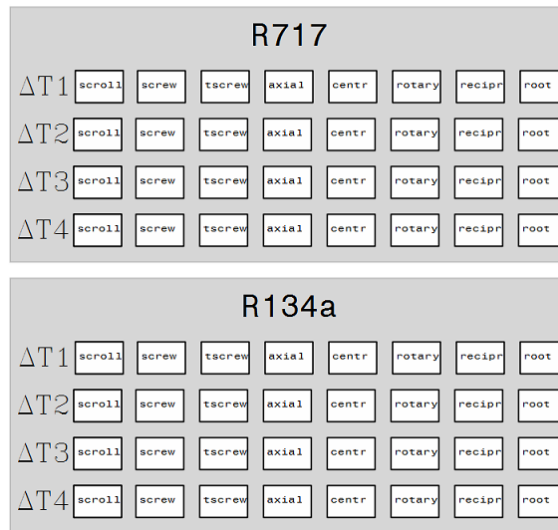 R717
ΔT1 scroll screw tscrew axial centr rotary recipr root
ΔT2 scroll screw tscrew axial centr rotary recipr root
ΔT3 scroll screw tscrew axial centr rotary recipr root
ΔT4 scroll screw tscrew axial centr rotary recipr root
R134a
ΔT1 scroll screw tscrew axial centr rotary recipr root
ΔT2 scroll screw tscrew axial centr rotary recipr root
ΔT3 scroll screw tscrew axial centr rotary recipr root
ΔT4 scroll screw tscrew axial centr rotary recipr root